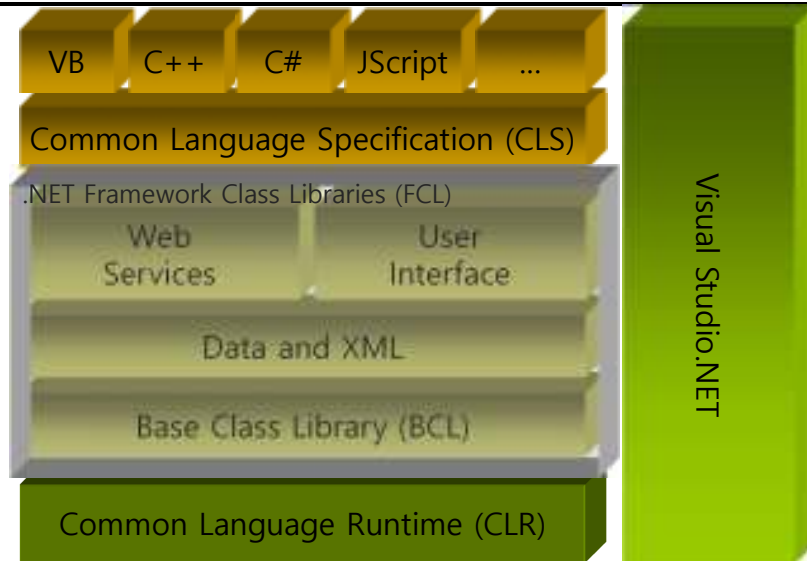 VB C++ C# JScript ...
Common Language Specification (CLS)
.NET Framework Class Libraries (FCL)
Web Services
User Interface
Data and XML
Base Class Library (BCL)
Common Language Runtime (CLR)
Visual Studio.NET